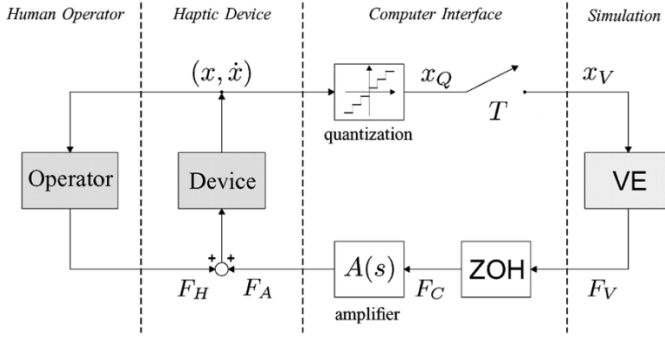 Human Operator Haptic Device Computer Interface Simulation
(x, ẋ) x_Q x_V
T
quantization
Operator Device VE
+ +
A(s) ZOH
F_H F_A F_C F_V
amplifier